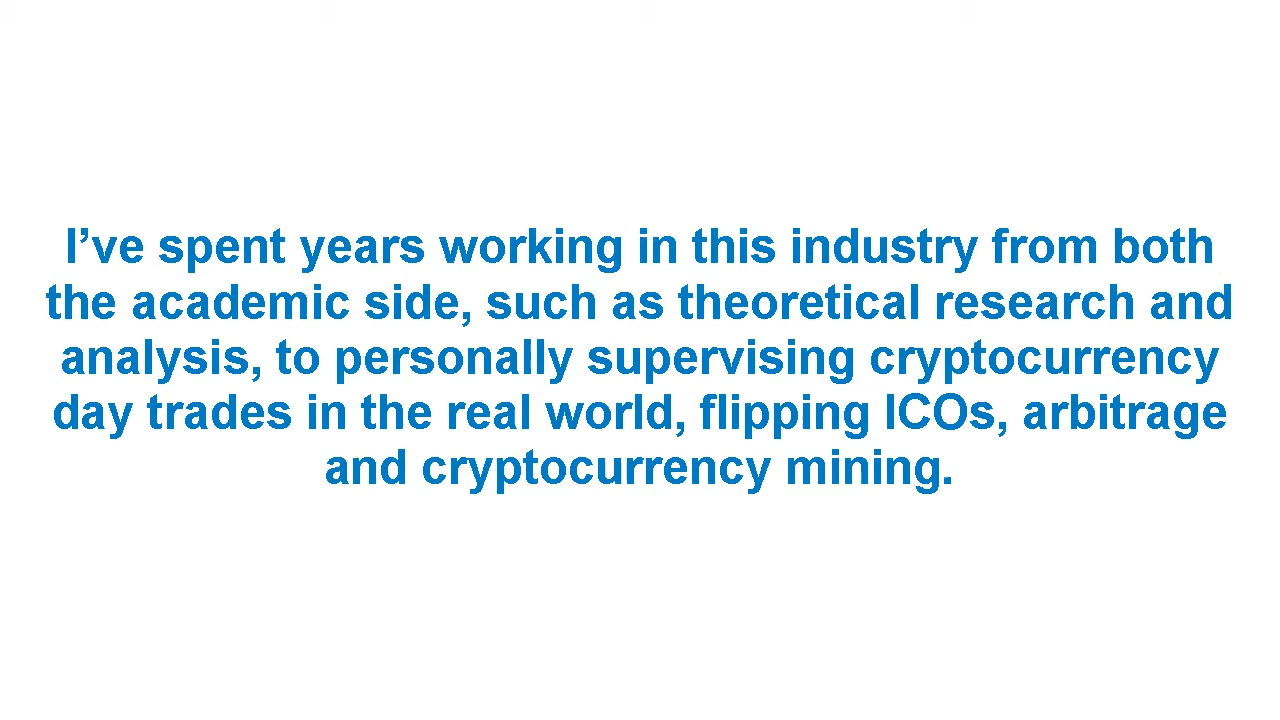 I’ve spent years working in this industry from both
the academic side, such as theoretical research and
analysis, to personally supervising cryptocurrency
day trades in the real world, flipping ICOs, arbitrage
and cryptocurrency mining.